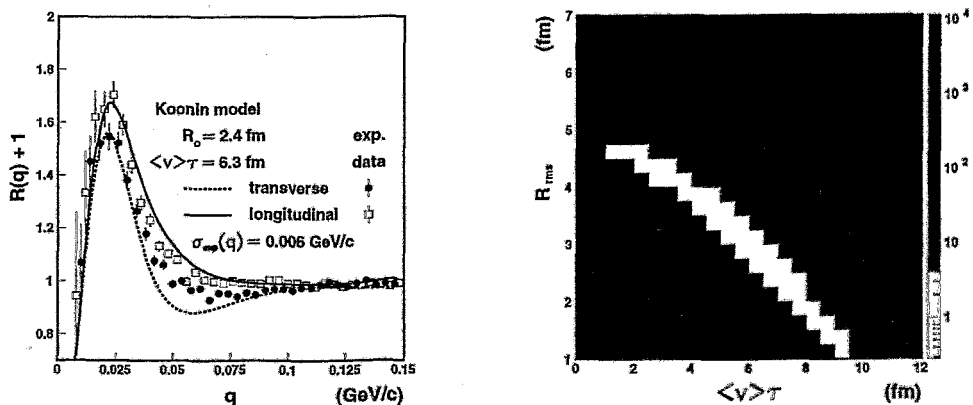 2
1.8
1.6
1.4
1.2
1
0.8
R(q) + 1
Koonin model
R₀ = 2.4 fm exp.
<v>τ = 6.3 fm data
transverse
longitudinal
(q) = 0.006 GeV/c
0 0.025 0.05 0.075 0.1 0.125 0.15
q (GeV/c)
(fm)
7
6
5
4
3
2
1
R rms
0 2 4 6 8 10 12
<v>τ (fm)
10⁴
10³
10²
10
1